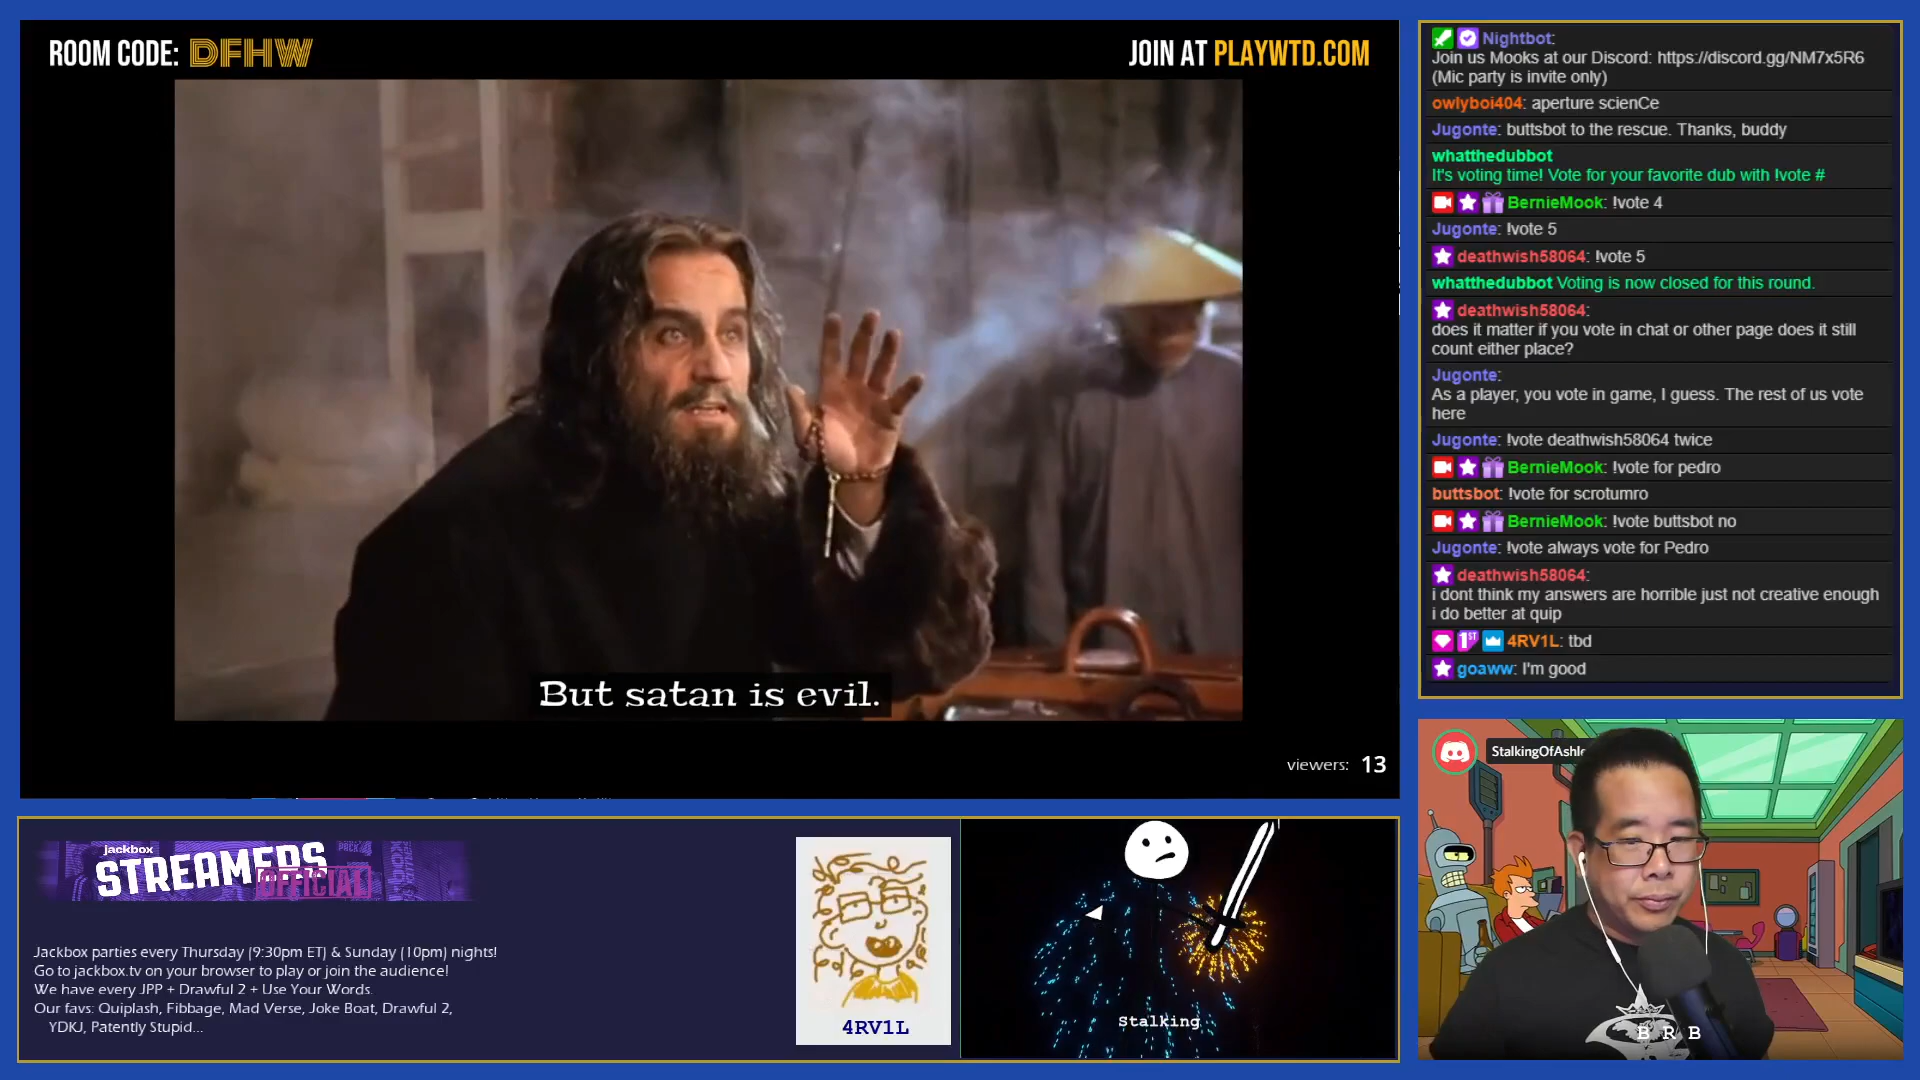 ROOM CODE: DFHW
JOIN AT PLAYWTD.COM
But satan is evil.
viewers: 13
Nightbot:
Join us Mooks at our Discord: https://discord.gg/NM7x5R6
(Mic party is invite only)
owlyboi404: aperture scienCe
Jugonte: buttsbot to the rescue. Thanks, buddy
whatthedubbot
It's voting time! Vote for your favorite dub with !vote #
BernieMook: !vote 4
Jugonte: !vote 5
deathwish58064: !vote 5
whatthedubbot Voting is now closed for this round.
deathwish58064:
does it matter if you vote in chat or other page does it still
count either place?
Jugonte:
As a player, you vote in game, I guess. The rest of us vote
here
Jugonte: !vote deathwish58064 twice
BernieMook: !vote for pedro
buttsbot: !vote for scrotumro
BernieMook: !vote buttsbot no
Jugonte: !vote always vote for Pedro
deathwish58064:
i dont think my answers are horrible just not creative enough
i do better at quip
1ST 4RV1L: tbd
goaww: I'm good
jackbox
STREAMERS
OFFICIAL
Jackbox parties every Thursday (9:30pm ET) & Sunday (10pm) nights!
Go to jackbox.tv on your browser to play or join the audience!
We have every JPP + Drawful 2 + Use Your Words.
Our favs: Quiplash, Fibbage, Mad Verse, Joke Boat, Drawful 2,
YDKJ, Patently Stupid...
4RV1L
Stalking
StalkingOfAshle
B R B